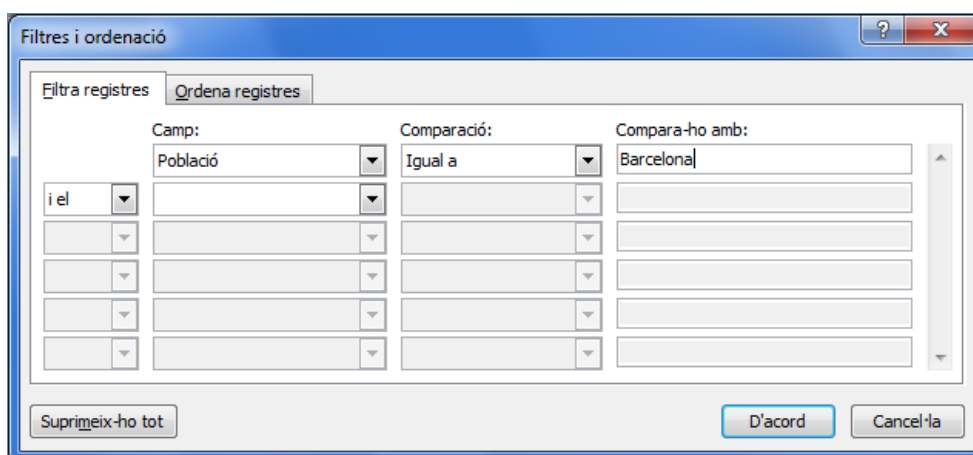 Filtres i ordenació
Filtra registres Ordena registres
Camp: Comparació: Compara-ho amb:
Població Igual a Barcelona
i el
Suprimeix-ho tot D'acord Cancel·la